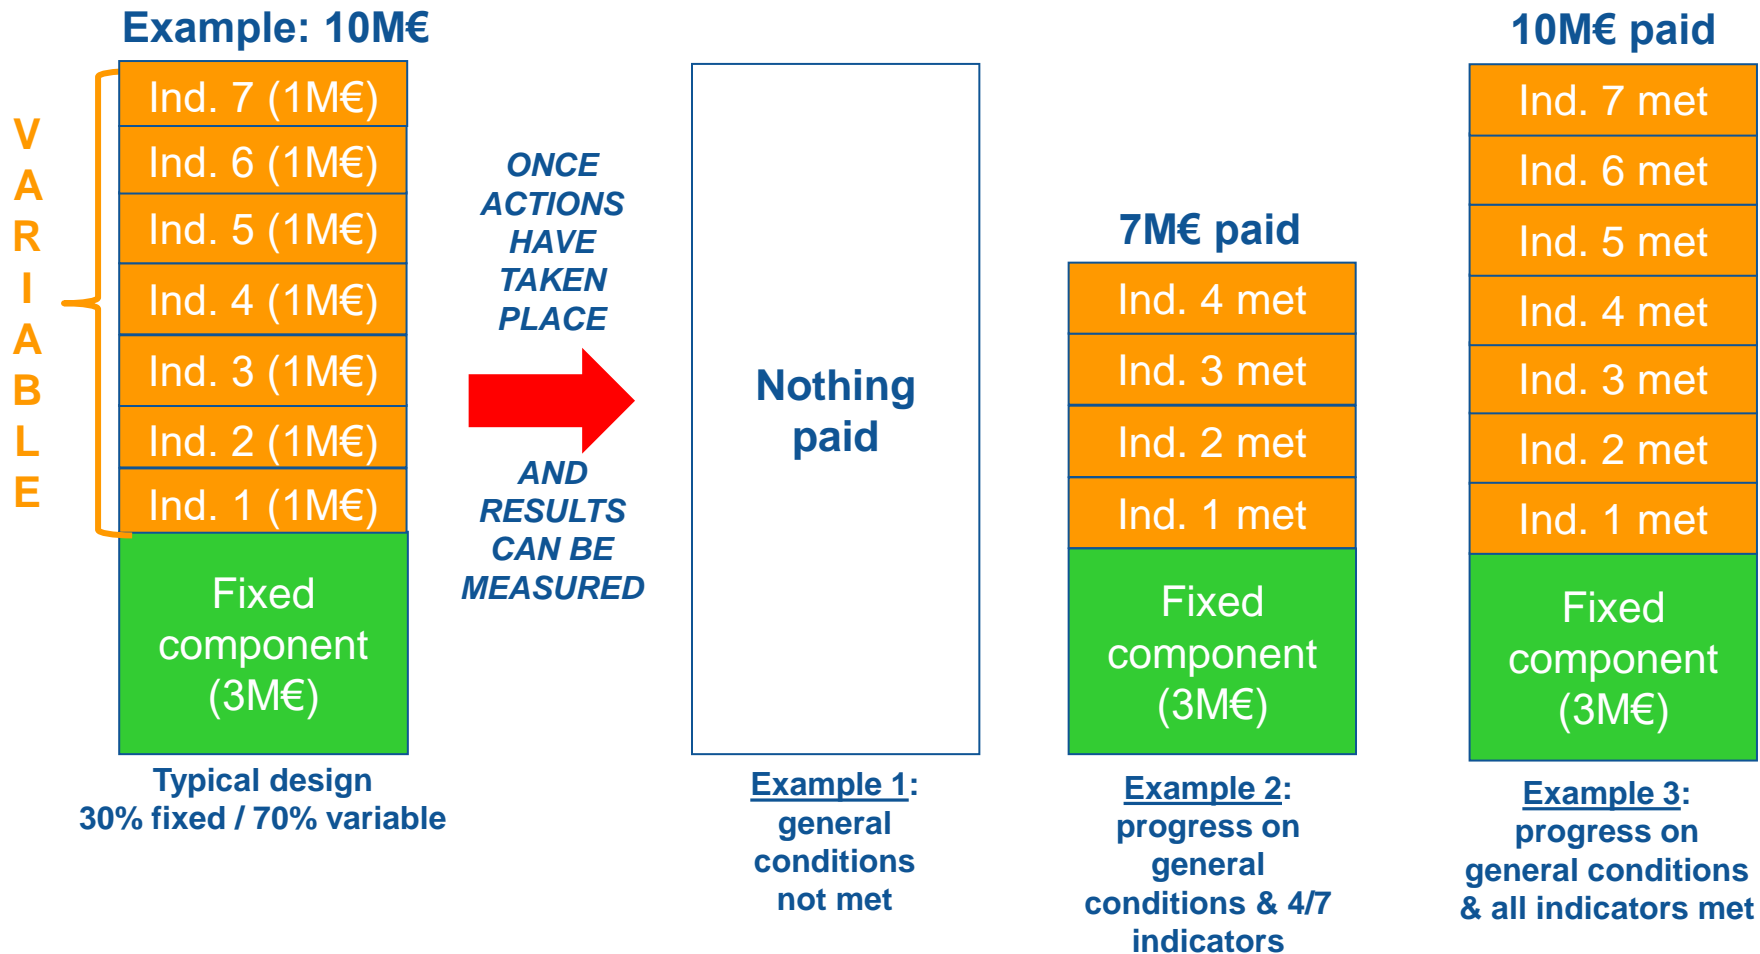 Example: 10M€
V
A
R
I
A
B
L
E
Ind. 7 (1M€)
Ind. 6 (1M€)
Ind. 5 (1M€)
Ind. 4 (1M€)
Ind. 3 (1M€)
Ind. 2 (1M€)
Ind. 1 (1M€)
Fixed
component
(3M€)
Typical design
30% fixed / 70% variable
ONCE
ACTIONS
HAVE
TAKEN
PLACE
AND
RESULTS
CAN BE
MEASURED
Nothing
paid
Example 1:
general
conditions
not met
7M€ paid
Ind. 4 met
Ind. 3 met
Ind. 2 met
Ind. 1 met
Fixed
component
(3M€)
Example 2:
progress on
general
conditions & 4/7
indicators
10M€ paid
Ind. 7 met
Ind. 6 met
Ind. 5 met
Ind. 4 met
Ind. 3 met
Ind. 2 met
Ind. 1 met
Fixed
component
(3M€)
Example 3:
progress on
general conditions
& all indicators met